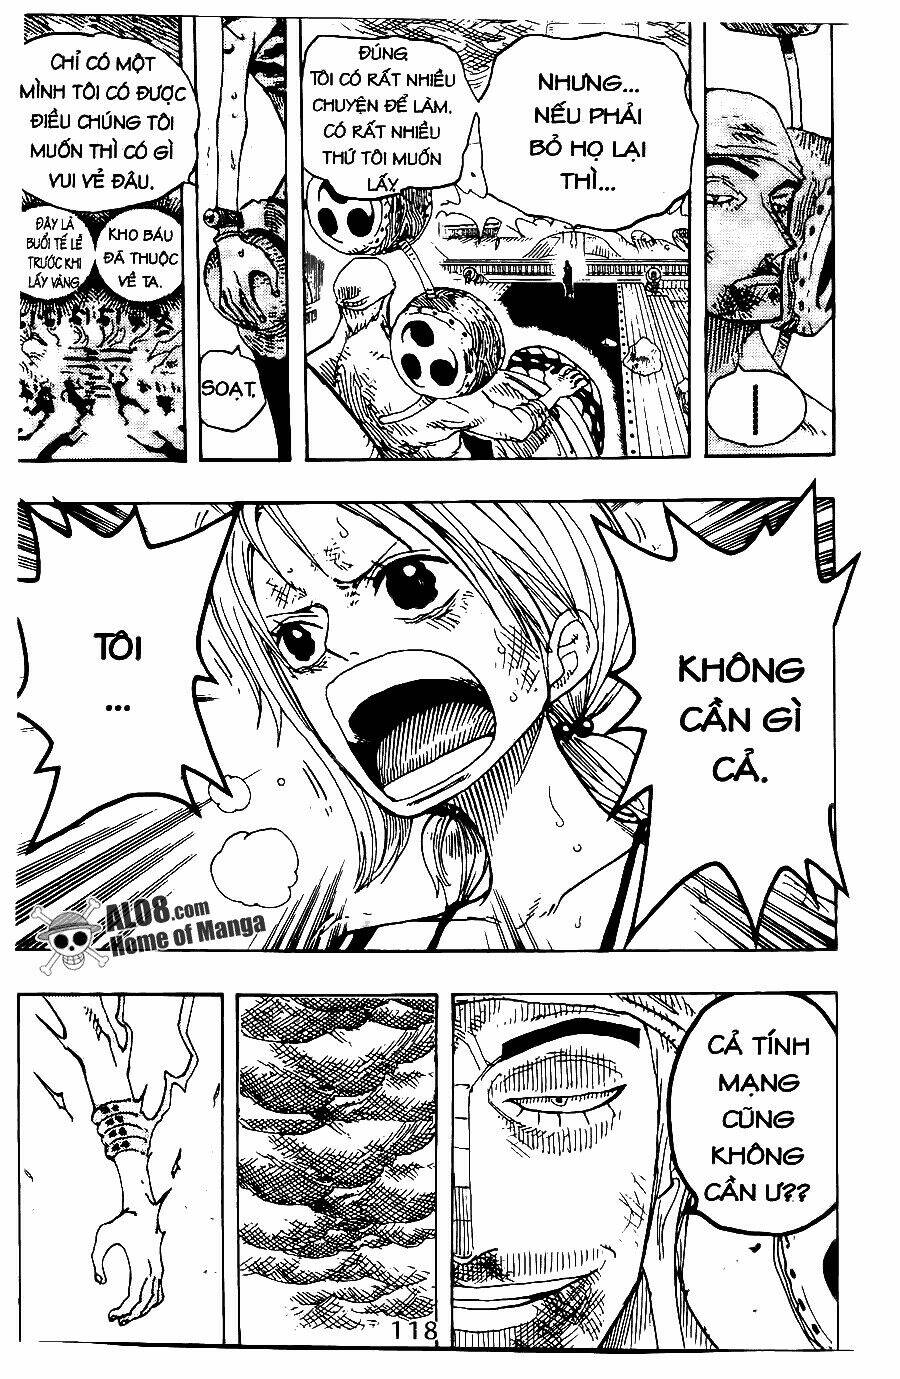 NHƯNG...
NẾU PHẢI
BỎ HỌ LẠI
THÌ...
ĐÚNG.
TÔI CÓ RẤT NHIỀU
CHUYỆN ĐỂ LÀM.
CÓ RẤT NHIỀU
THỨ TÔI MUỐN
LẤY.
SOẠT.
CHỈ CÓ MỘT
MÌNH TÔI CÓ ĐƯỢC
ĐIỀU CHÚNG TÔI
MUỐN THÌ CÓ GÌ
VUI VẺ ĐÂU.
KHO BÁU
ĐÃ THUỘC
VỀ TA.
ĐÂY LÀ
BUỔI TẾ LỄ
TRƯỚC KHI
LẤY VÀNG
KHÔNG
CẦN GÌ
CẢ.
TÔI
...
AL08.com
Home of Manga
CẢ TÍNH
MẠNG
CŨNG
KHÔNG
CẦN Ư??
118